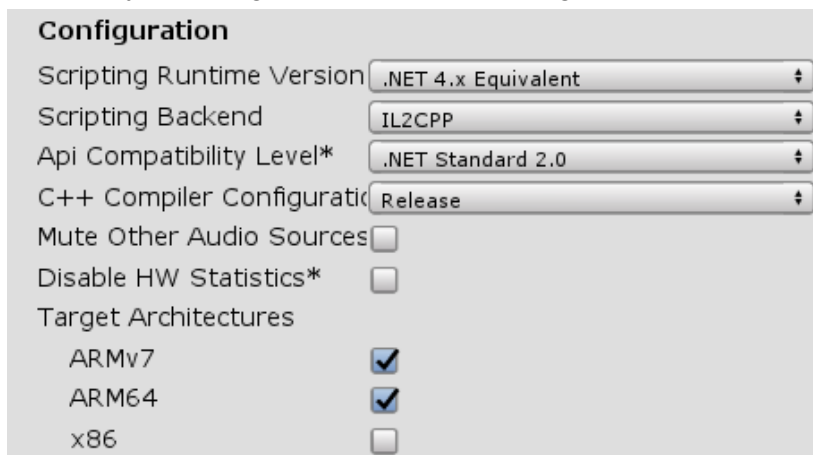 Configuration
Scripting Runtime Version .NET 4.x Equivalent
Scripting Backend IL2CPP
Api Compatibility Level* .NET Standard 2.0
C++ Compiler Configuratic Release
Mute Other Audio Sources
Disable HW Statistics*
Target Architectures
ARMv7
ARM64
x86